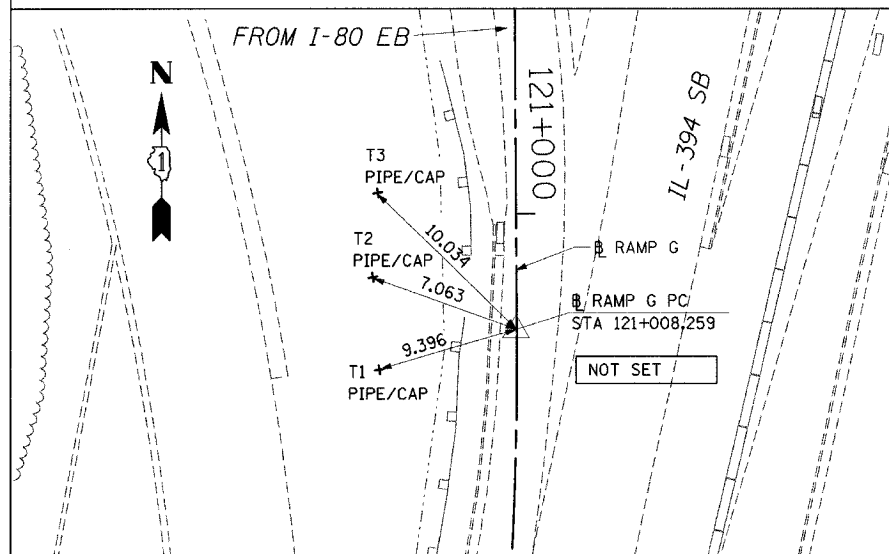 FROM I-80 EB
N
1
121+000
IL-394 SB
T3
PIPE/CAP
10.034
T2
PIPE/CAP
7.063
T1
PIPE/CAP
9.396
B RAMP G
B RAMP G PC
STA 121+008.259
NOT SET